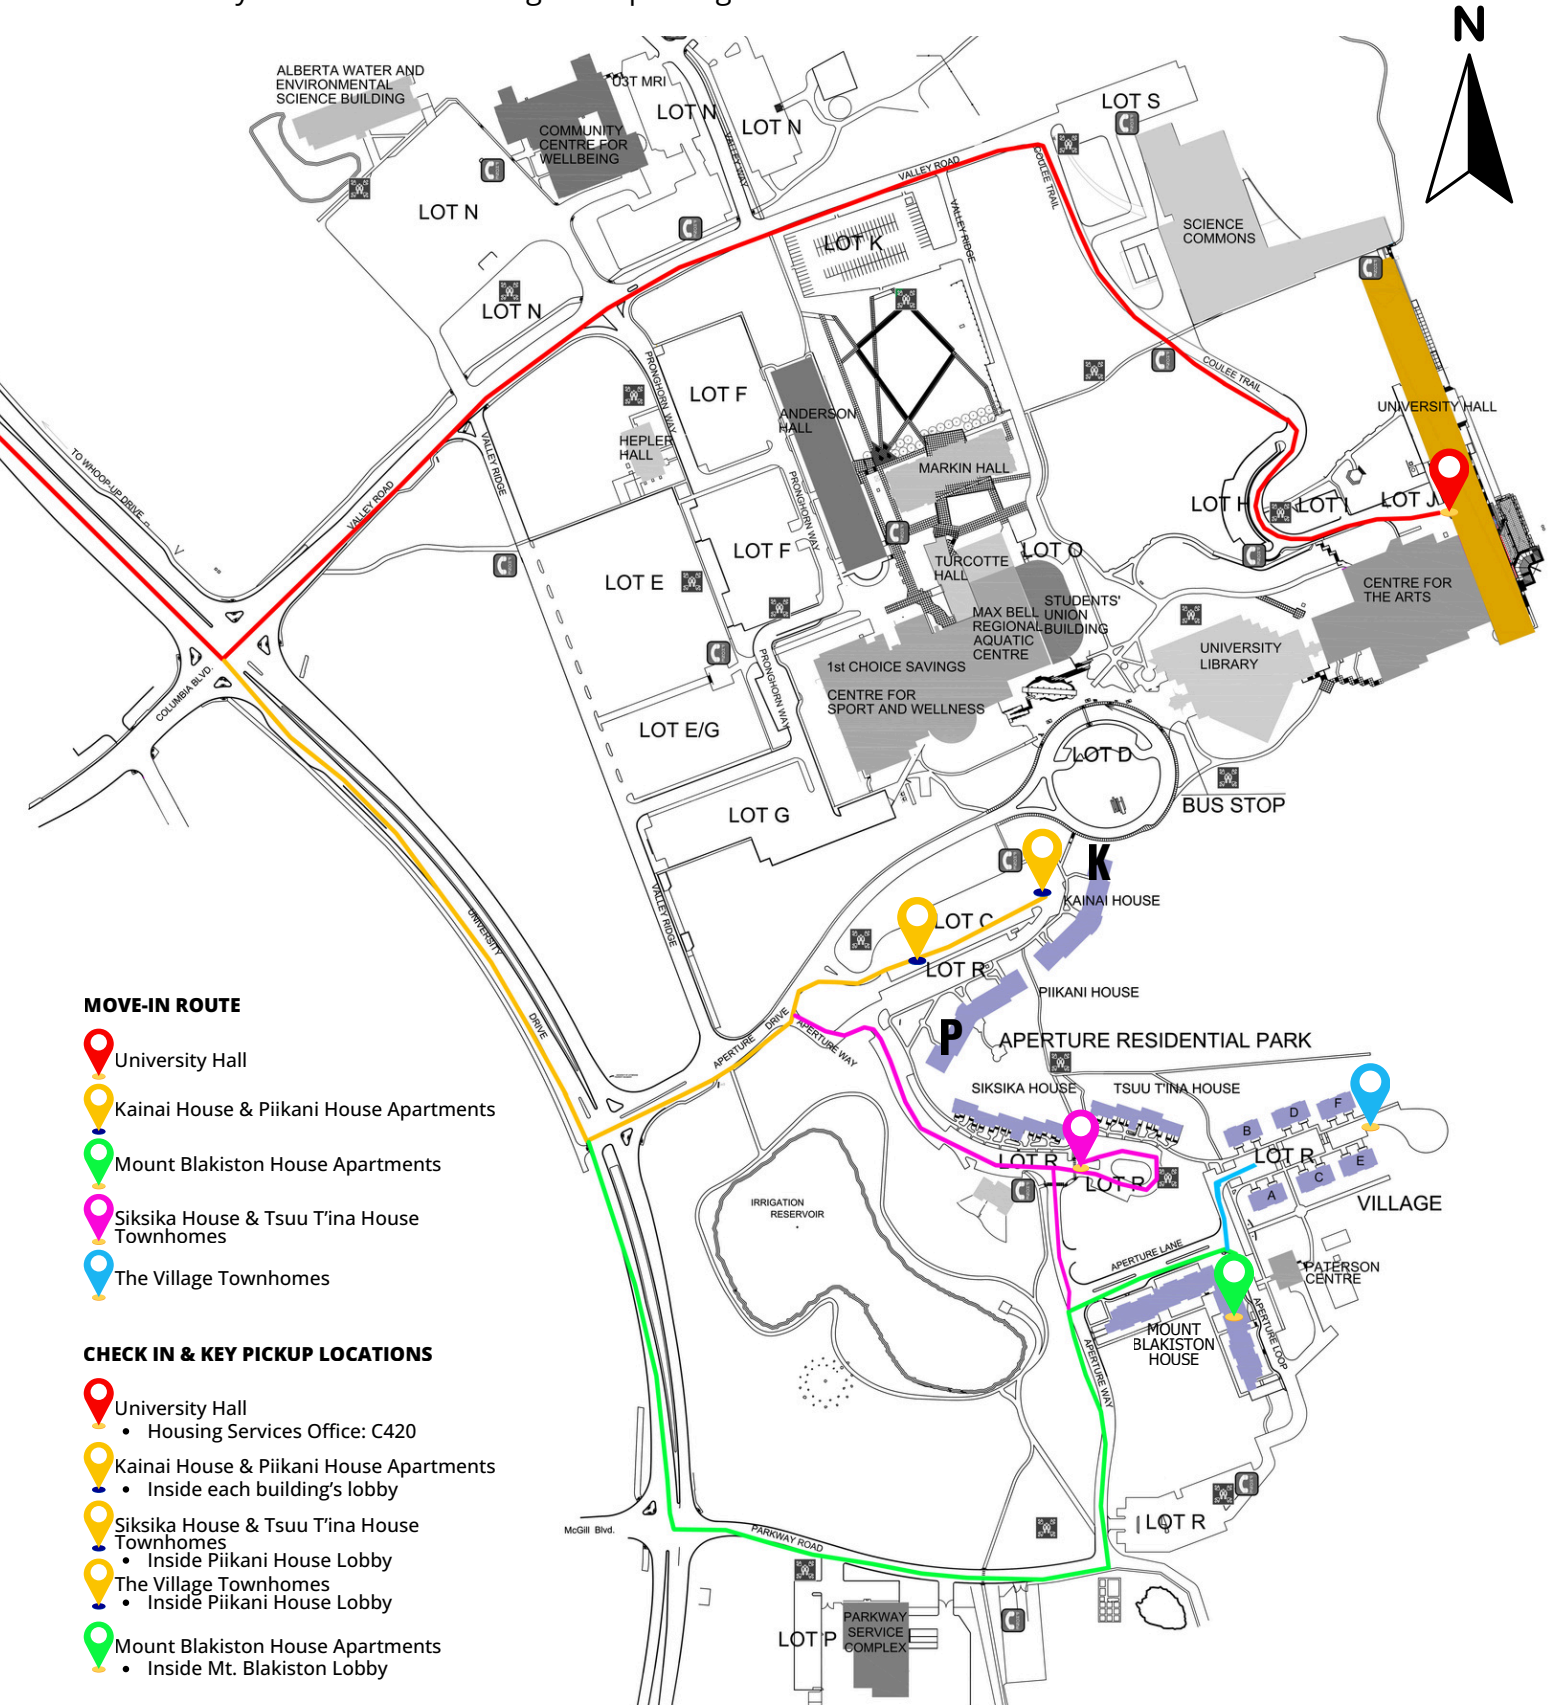 N
ALBERTA WATER AND
ENVIRONMENTAL
SCIENCE BUILDING
U3T MRI
COMMUNITY
CENTRE FOR
WELLBEING
LOT N
LOT N
LOT N
LOT N
LOT S
VALLEY WAY
VALLEY ROAD
COULEE TRAIL
VALLEY RIDGE
LOT K
SCIENCE
COMMONS
PRONGHORN WAY
LOT F
ANDERSON
HALL
HEPLER
HALL
MARKIN HALL
COULEE TRAIL
UNIVERSITY HALL
TO WHOOP-UP DRIVE
VALLEY ROAD
VALLEY RIDGE
PRONGHORN WAY
LOT H
LOT I
LOT J
LOT F
LOT E
TURCOTTE
HALL
LOT O
CENTRE FOR
THE ARTS
MAX BELL
REGIONAL
AQUATIC
CENTRE
STUDENTS'
UNION
BUILDING
UNIVERSITY
LIBRARY
COLUMBIA BLVD.
PRONGHORN WAY
1st CHOICE SAVINGS
CENTRE FOR
SPORT AND WELLNESS
LOT E/G
LOT D
BUS STOP
LOT G
K
KAINAI HOUSE
VALLEY RIDGE
LOT C
LOT R
UNIVERSITY
DRIVE
PIIKANI HOUSE
P
APERTURE DRIVE
APERTURE WAY
APERTURE RESIDENTIAL PARK
SIKSIKA HOUSE
TSUU T'INA HOUSE
B
D
F
LOT R
LOT R
LOT R
A
C
E
VILLAGE
IRRIGATION
RESERVOIR
APERTURE LANE
PATERSON
CENTRE
MOUNT
BLAKISTON
HOUSE
APERTURE LOOP
APERTURE WAY
LOT R
McGill Blvd.
PARKWAY ROAD
LOT P
PARKWAY
SERVICE
COMPLEX
MOVE-IN ROUTE
University Hall
Kainai House & Piikani House Apartments
Mount Blakiston House Apartments
Siksika House & Tsuu T'ina House
Townhomes
The Village Townhomes
CHECK IN & KEY PICKUP LOCATIONS
University Hall
• Housing Services Office: C420
Kainai House & Piikani House Apartments
• Inside each building's lobby
Siksika House & Tsuu T'ina House
Townhomes
• Inside Piikani House Lobby
The Village Townhomes
• Inside Piikani House Lobby
Mount Blakiston House Apartments
• Inside Mt. Blakiston Lobby